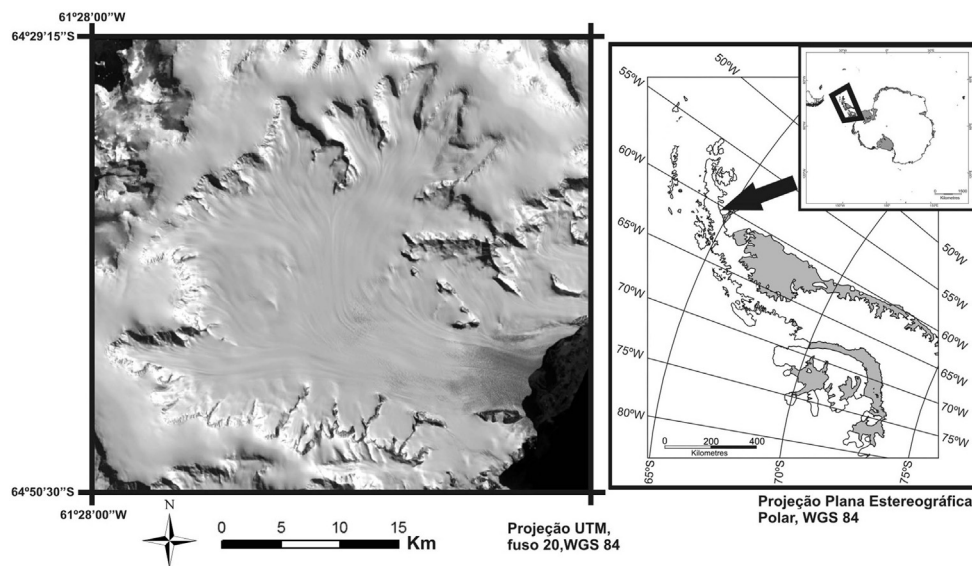 61º28'00''W
64º29'15''S
64º50'30''S
61º28'00''W
N
0 5 10 15
Km
Projeção UTM,
fuso 20,WGS 84
50ºW
55ºW
60ºW
65ºW
70ºW
75ºW
80ºW
50ºW
55ºW
60ºW
65ºW
70ºW
75ºW
65ºS
70ºS
75ºS
0 200 400
Kilometres
Kilometres
Projeção Plana Estereográfica
Polar, WGS 84